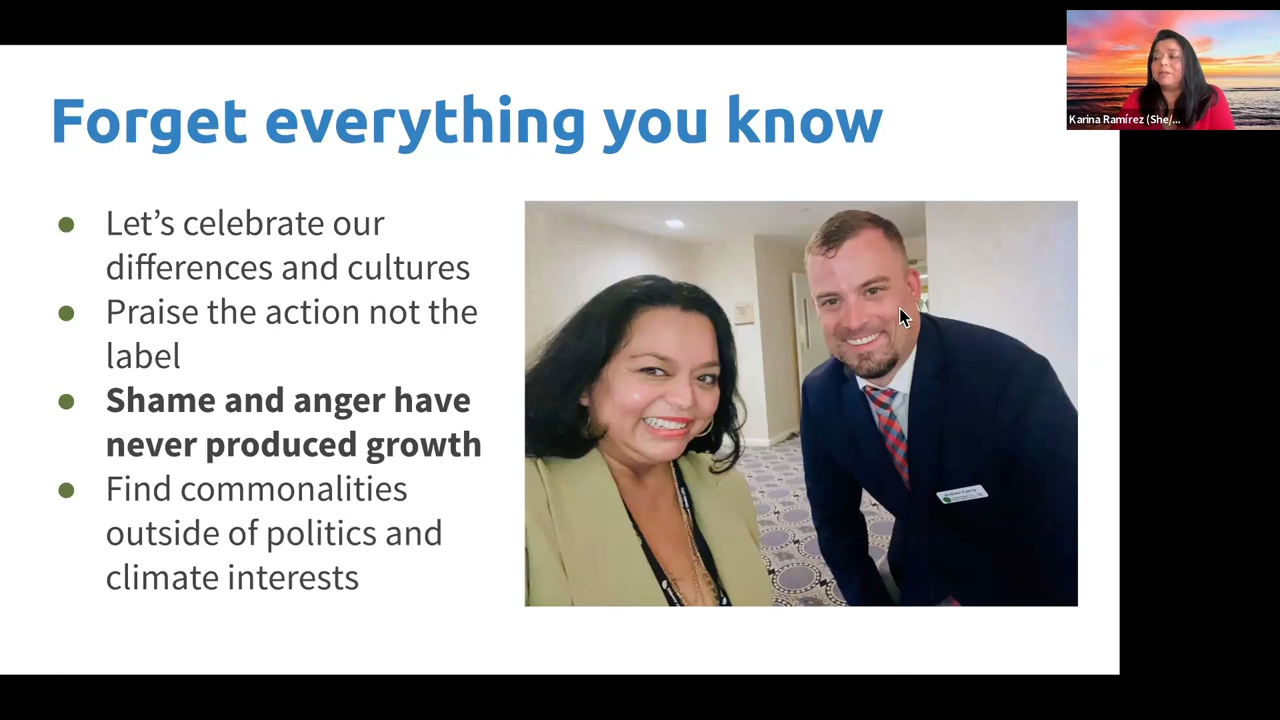 Karina Ramírez (She/...
Forget everything you know
● Let’s celebrate our
differences and cultures
● Praise the action not the
label
● Shame and anger have
never produced growth
● Find commonalities
outside of politics and
climate interests